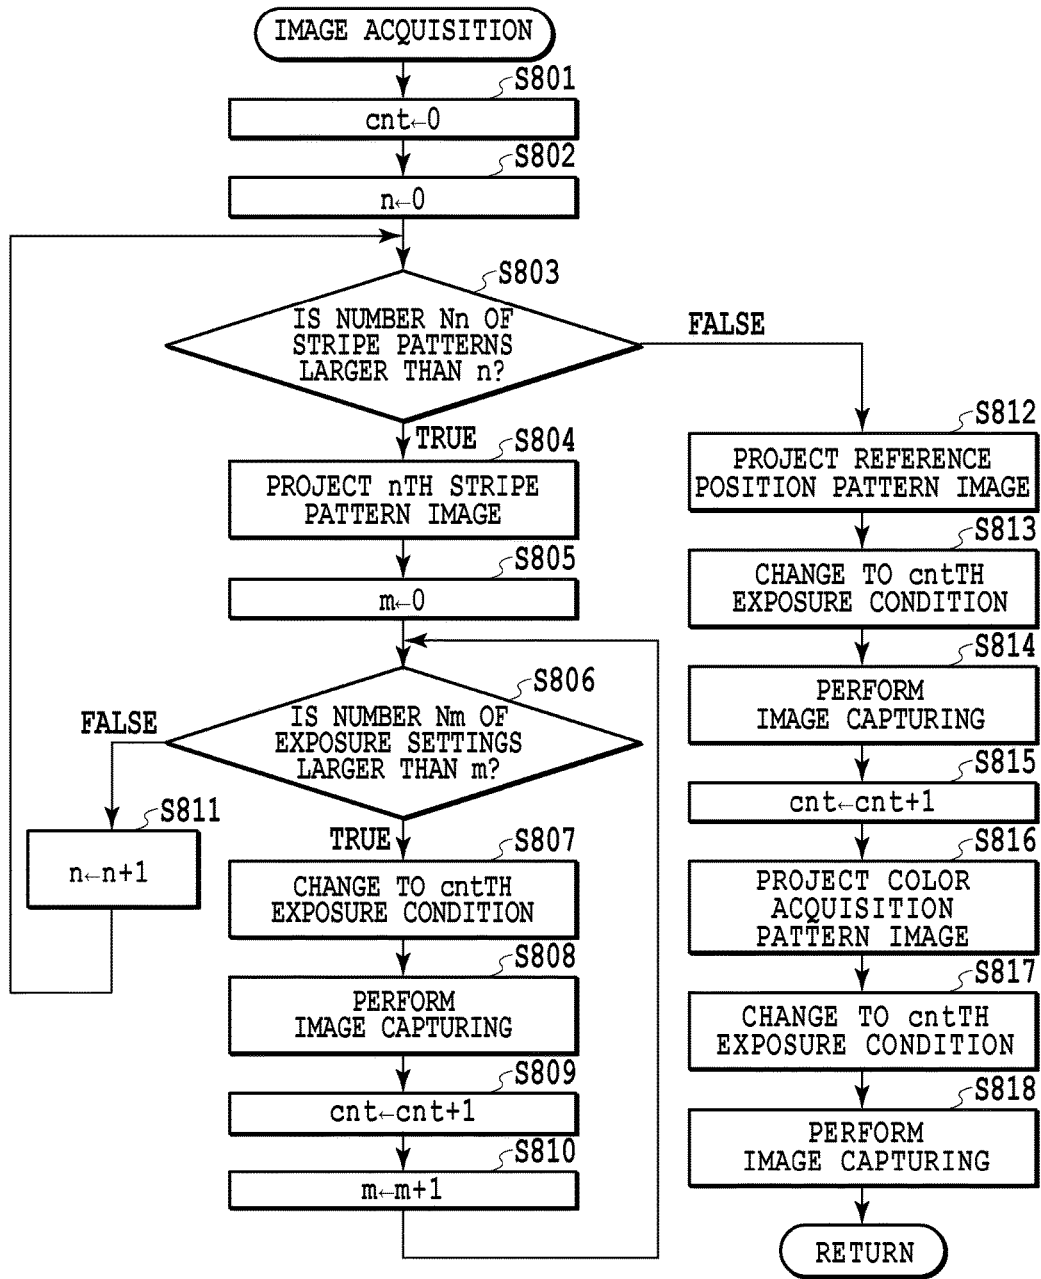 IMAGE ACQUISITION
S801
cnt←0
S802
n←0
S803
IS NUMBER Nn OF
STRIPE PATTERNS
LARGER THAN n?
FALSE
TRUE
S804
PROJECT nTH STRIPE
PATTERN IMAGE
S805
m←0
S806
IS NUMBER Nm OF
EXPOSURE SETTINGS
LARGER THAN m?
FALSE
S811
n←n+1
TRUE
S807
CHANGE TO cntTH
EXPOSURE CONDITION
S808
PERFORM
IMAGE CAPTURING
S809
cnt←cnt+1
S810
m←m+1
S812
PROJECT REFERENCE
POSITION PATTERN IMAGE
S813
CHANGE TO cntTH
EXPOSURE CONDITION
S814
PERFORM
IMAGE CAPTURING
S815
cnt←cnt+1
S816
PROJECT COLOR
ACQUISITION
PATTERN IMAGE
S817
CHANGE TO cntTH
EXPOSURE CONDITION
S818
PERFORM
IMAGE CAPTURING
RETURN